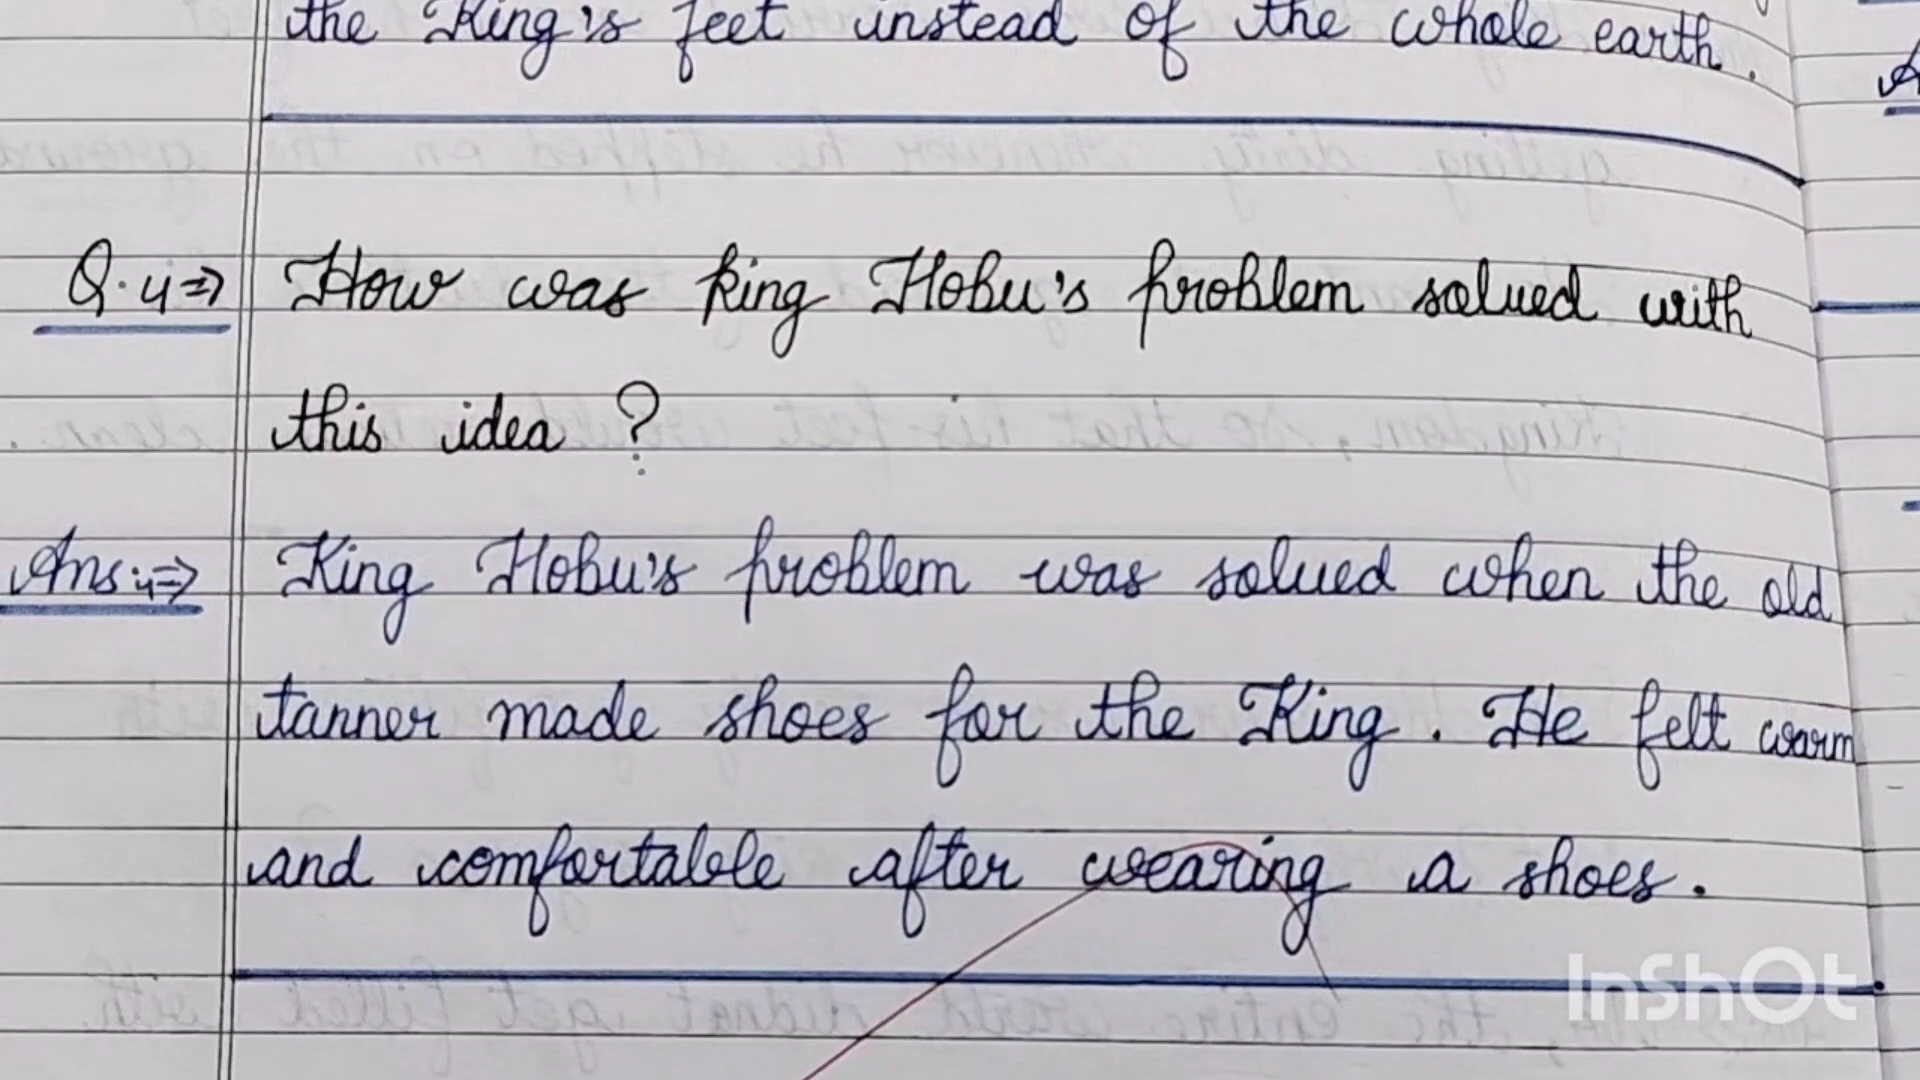 the King's feet instead of the whole earth.
Q.4⇒ How was king Hobu's problem solved with
this idea ?
Ans:4⇒ King Hobu's problem was solved when the old
tanner made shoes for the King. He felt warm
and comfortable after wearing a shoes.
InShOt